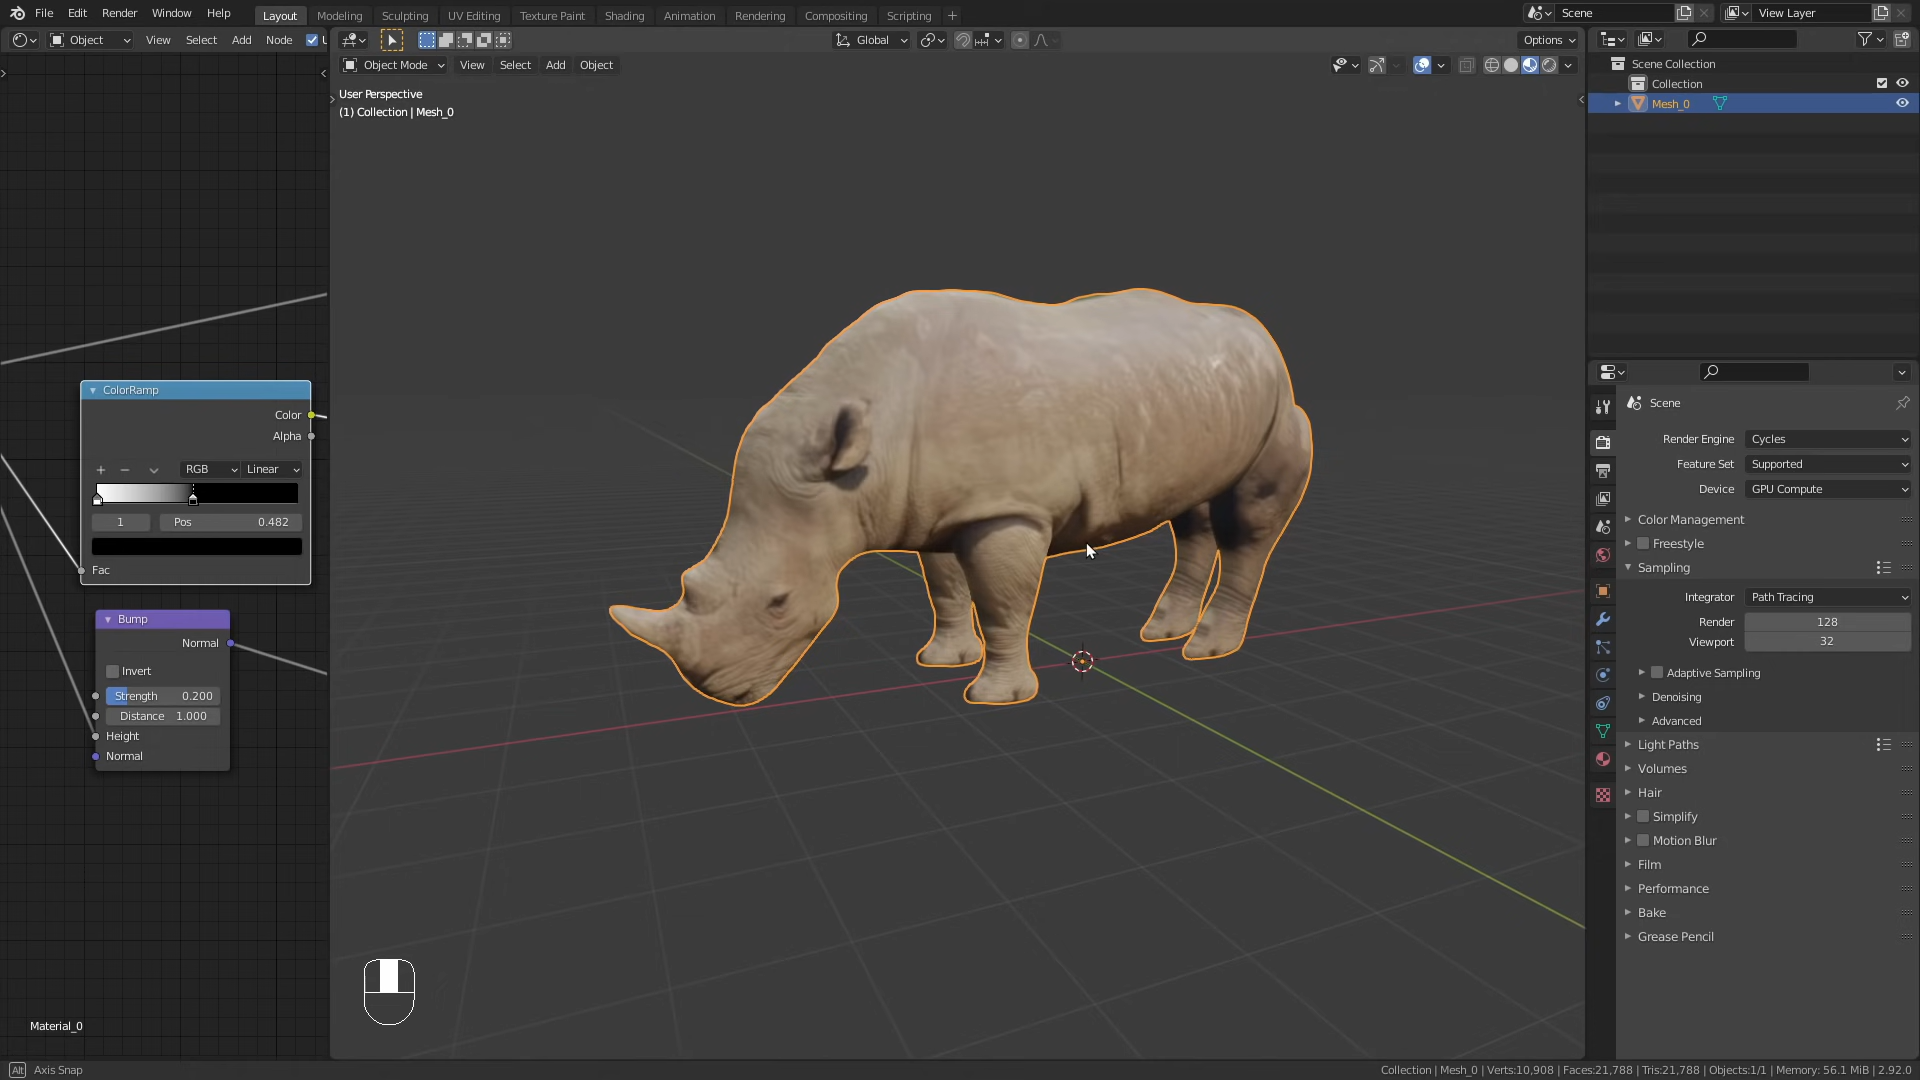 File Edit Render Window Help Layout Modeling Sculpting UV Editing Texture Paint Shading Animation Rendering Compositing Scripting + Scene View Layer
Object View Select Add Node U Global Options
Object Mode View Select Add Object
User Perspective
(1) Collection | Mesh_0
Scene Collection
Collection
Mesh_0
ColorRamp
Color
Alpha
+ − RGB Linear
1 Pos 0.482
Fac
Bump
Normal
Invert
Strength 0.200
Distance 1.000
Height
Normal
Material_0
Scene
Render Engine Cycles
Feature Set Supported
Device GPU Compute
Color Management
Freestyle
Sampling
Integrator Path Tracing
Render 128
Viewport 32
Adaptive Sampling
Denoising
Advanced
Light Paths
Volumes
Hair
Simplify
Motion Blur
Film
Performance
Bake
Grease Pencil
Alt Axis Snap
Collection | Mesh_0 | Verts:10,908 | Faces:21,788 | Tris:21,788 | Objects:1/1 | Memory: 56.1 MiB | 2.92.0